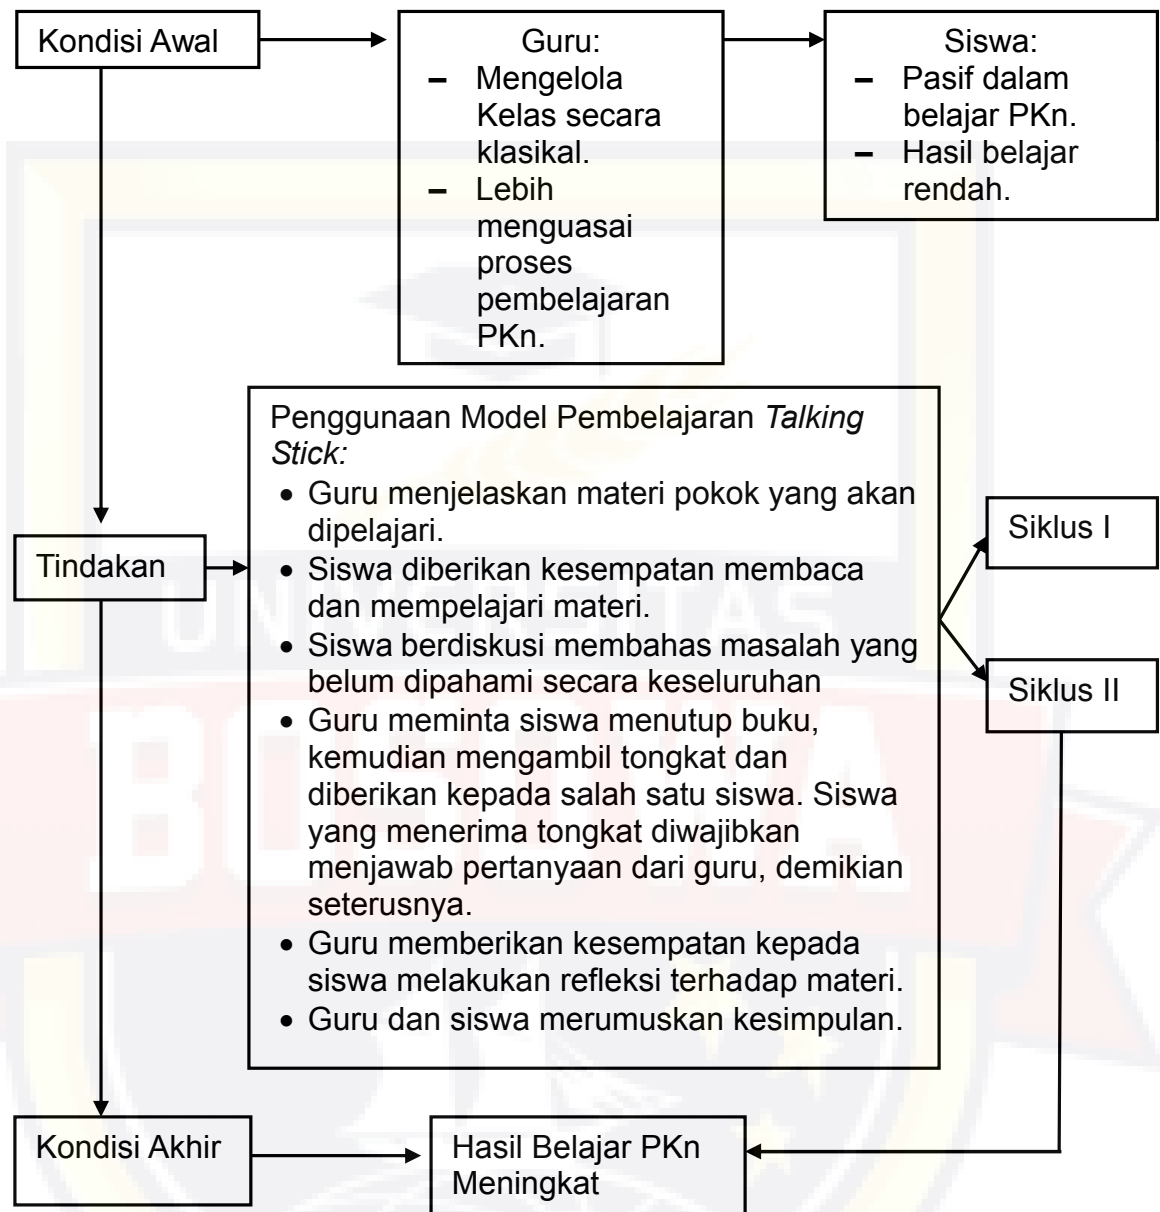 Kondisi Awal
Guru:
– Mengelola
Kelas secara
klasikal.
– Lebih
menguasai
proses
pembelajaran
PKn.
Siswa:
– Pasif dalam
belajar PKn.
– Hasil belajar
rendah.
Tindakan
Penggunaan Model Pembelajaran Talking
Stick:
• Guru menjelaskan materi pokok yang akan
dipelajari.
• Siswa diberikan kesempatan membaca
dan mempelajari materi.
• Siswa berdiskusi membahas masalah yang
belum dipahami secara keseluruhan
• Guru meminta siswa menutup buku,
kemudian mengambil tongkat dan
diberikan kepada salah satu siswa. Siswa
yang menerima tongkat diwajibkan
menjawab pertanyaan dari guru, demikian
seterusnya.
• Guru memberikan kesempatan kepada
siswa melakukan refleksi terhadap materi.
• Guru dan siswa merumuskan kesimpulan.
Siklus I
Siklus II
Kondisi Akhir
Hasil Belajar PKn
Meningkat
UNIVERSITAS
BOSOWA